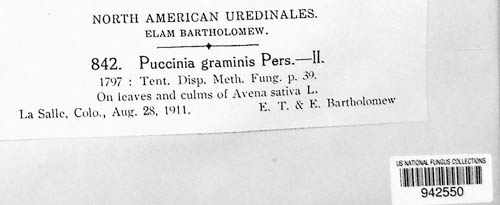 NORTH AMERICAN UREDINALES.
ELAM BARTHOLOMEW.
842. Puccinia graminis Pers.—II.
1797 : Tent. Disp. Meth. Fung. p. 39.
On leaves and culms of Avena sativa L.
La Salle, Colo., Aug. 28, 1911. E. T. & E. Bartholomew
US NATIONAL FUNGUS COLLECTIONS
942550